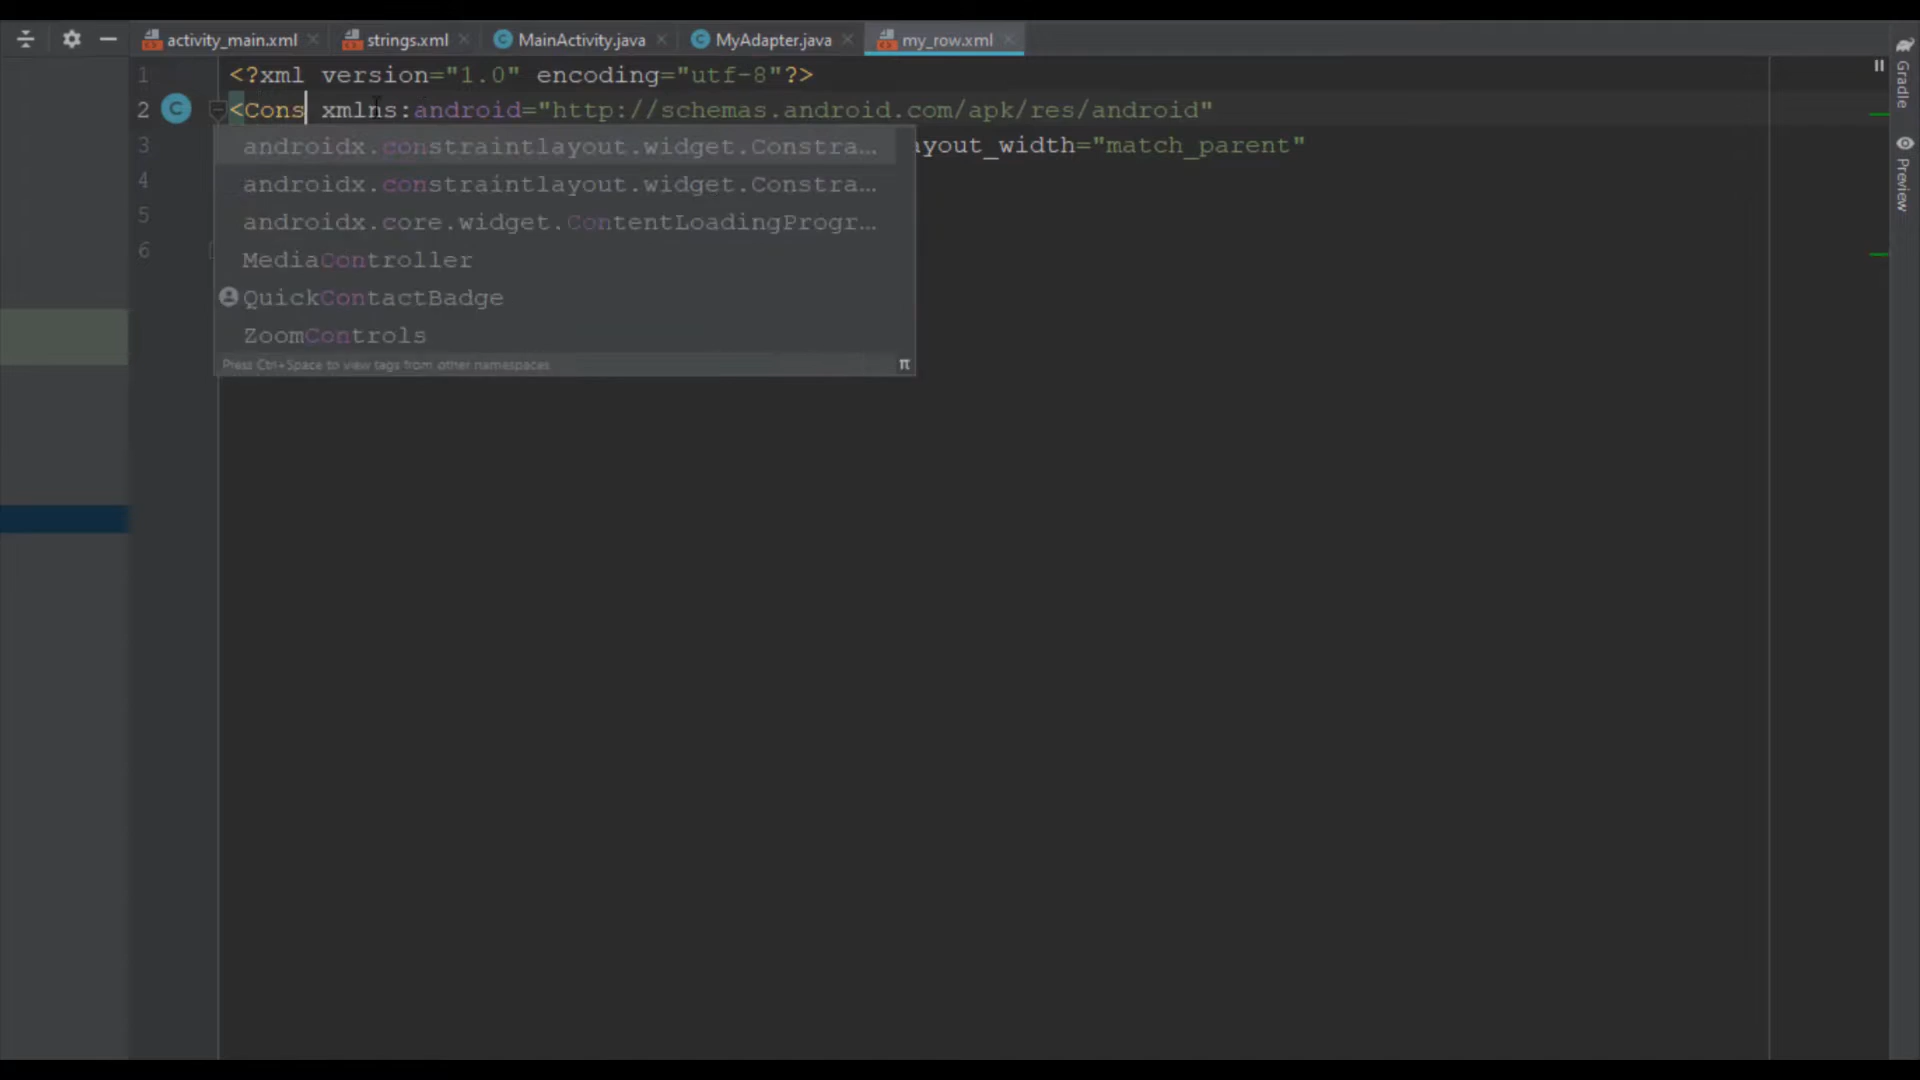 activity_main.xml strings.xml MainActivity.java MyAdapter.java my_row.xml
1 <?xml version="1.0" encoding="utf-8"?>
2 <Cons xmlns:android="http://schemas.android.com/apk/res/android"
3 ayout_width="match_parent"
4
5
6
androidx.constraintlayout.widget.Constra...
androidx.constraintlayout.widget.Constra...
androidx.core.widget.ContentLoadingProgr...
MediaController
QuickContactBadge
ZoomControls
Press Ctrl+Space to view tags from other namespaces π
Gradle
Preview